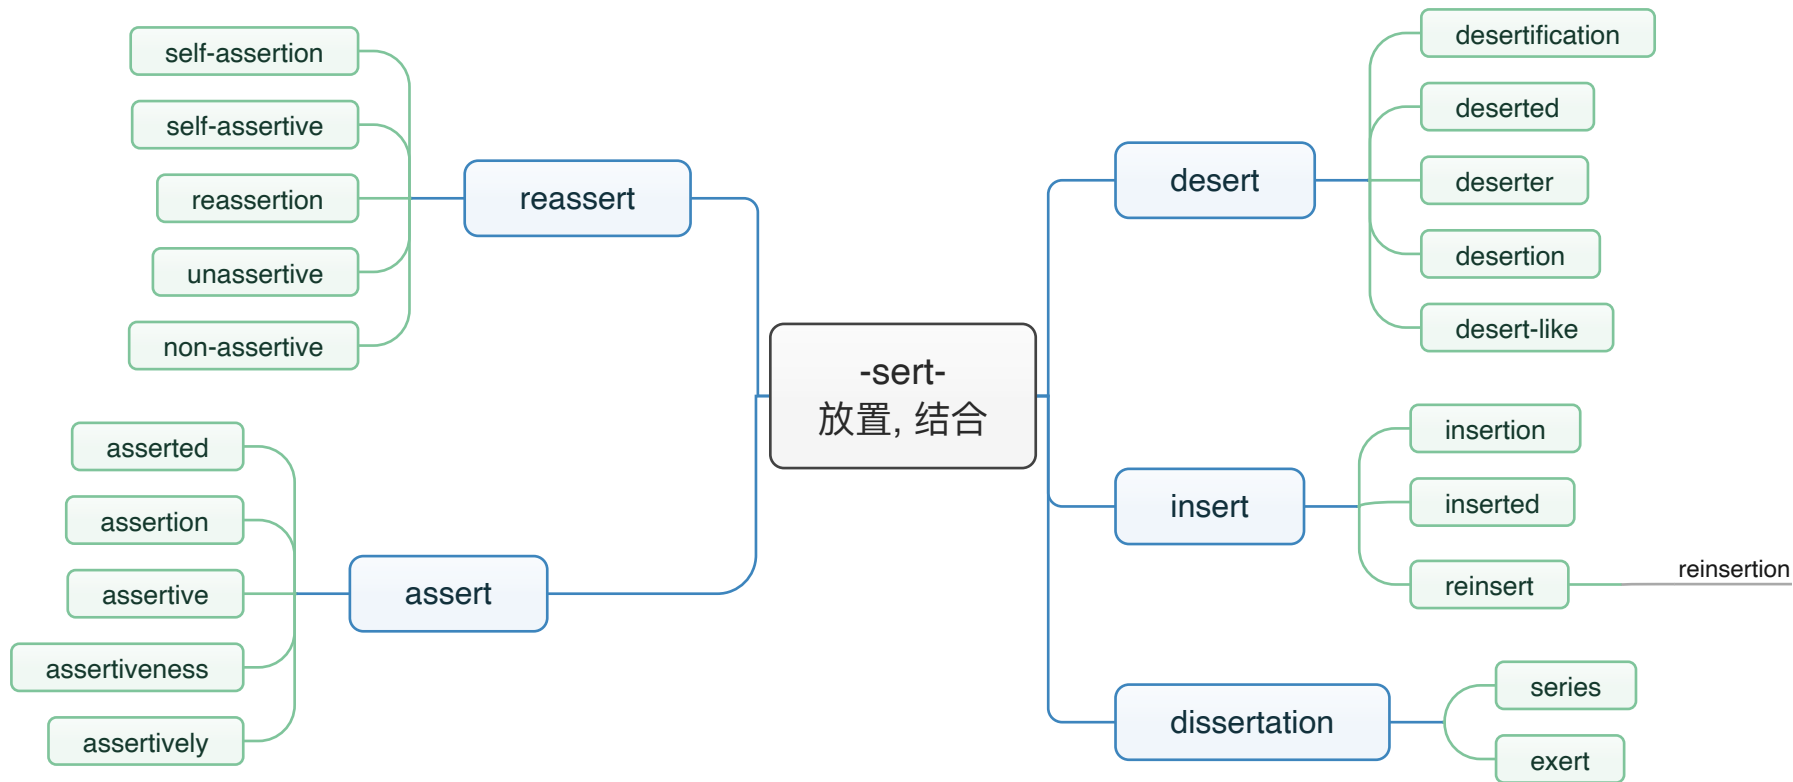 -sert-
放置, 结合
desert
desertification
deserted
deserter
desertion
desert-like
insert
insertion
inserted
reinsert
reinsertion
dissertation
series
exert
reassert
self-assertion
self-assertive
reassertion
unassertive
non-assertive
assert
asserted
assertion
assertive
assertiveness
assertively